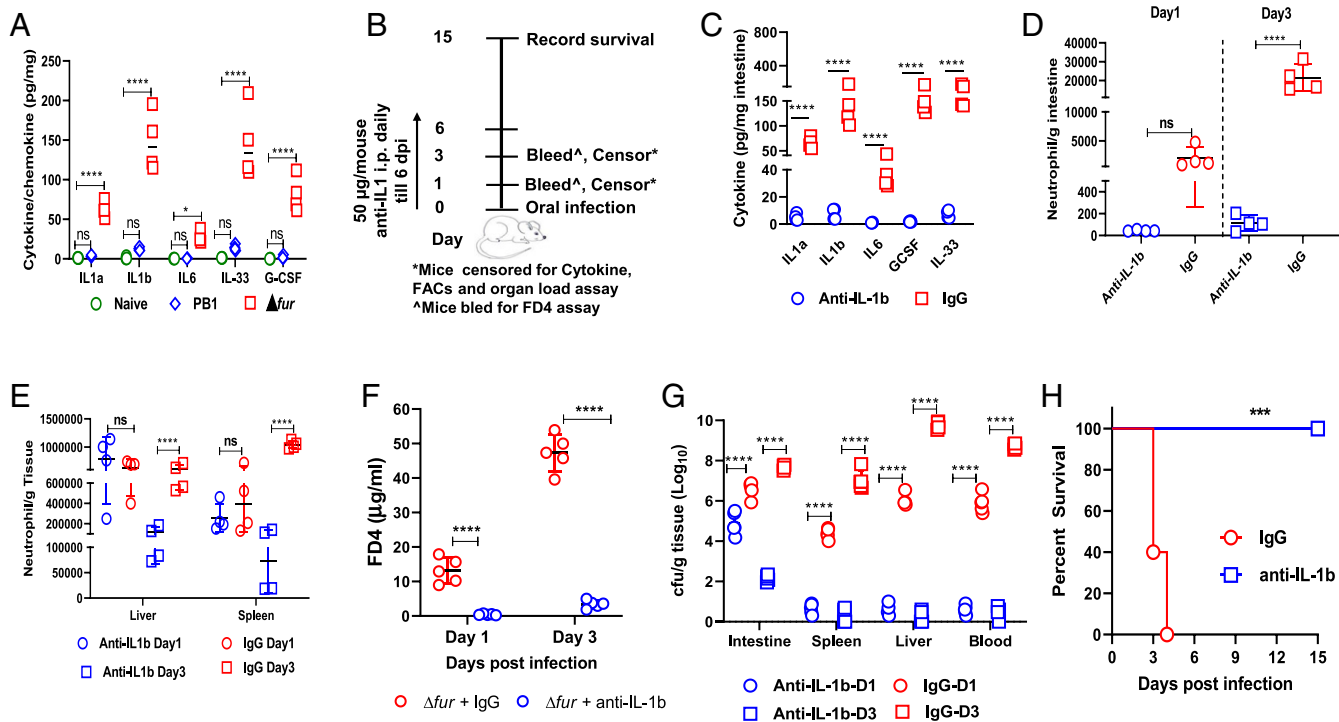 A
Cytokine/chemokine (pg/mg)
250
200
150
100
50
0
ns
****
ns
****
ns
*
ns
****
ns
****
IL1a
IL1b
IL6
IL-33
G-CSF
Naive
PB1
▲fur
B
50 µg/mouse
anti-IL1 i.p. daily
till 6 dpi
15
Record survival
6
3
Bleed^, Censor*
1
Bleed^, Censor*
0
Oral infection
Day
*Mice censored for Cytokine,
FACs and organ load assay
^Mice bled for FD4 assay
C
Cytokine (pg/mg intestine)
800
400
150
100
50
40
20
0
****
****
****
****
****
IL1a
IL1b
IL6
GCSF
IL-33
Anti-IL-1b
IgG
D
Day1
Day3
Neutrophil/g intestine
40000
30000
20000
10000
10000
5000
400
200
0
ns
****
Anti-IL-1b
IgG
Anti-IL-1b
IgG
E
Neutrophil/g Tissue
1500000
1000000
600000
400000
200000
100000
50000
0
ns
****
ns
****
Liver
Spleen
Anti-IL1b Day1
IgG Day1
Anti-IL1b Day3
IgG Day3
F
FD4 (µg/ml)
60
50
40
30
20
10
0
****
****
Day 1
Day 3
Days post infection
Δfur + IgG
Δfur + anti-IL-1b
G
cfu/g tissue (Log10)
10
8
6
4
2
0
****
****
****
****
****
****
****
****
Intestine
Spleen
Liver
Blood
Anti-IL-1b-D1
IgG-D1
Anti-IL-1b-D3
IgG-D3
H
Percent Survival
100
80
60
40
20
0
***
IgG
anti-IL-1b
0
3
6
9
12
15
Days post infection